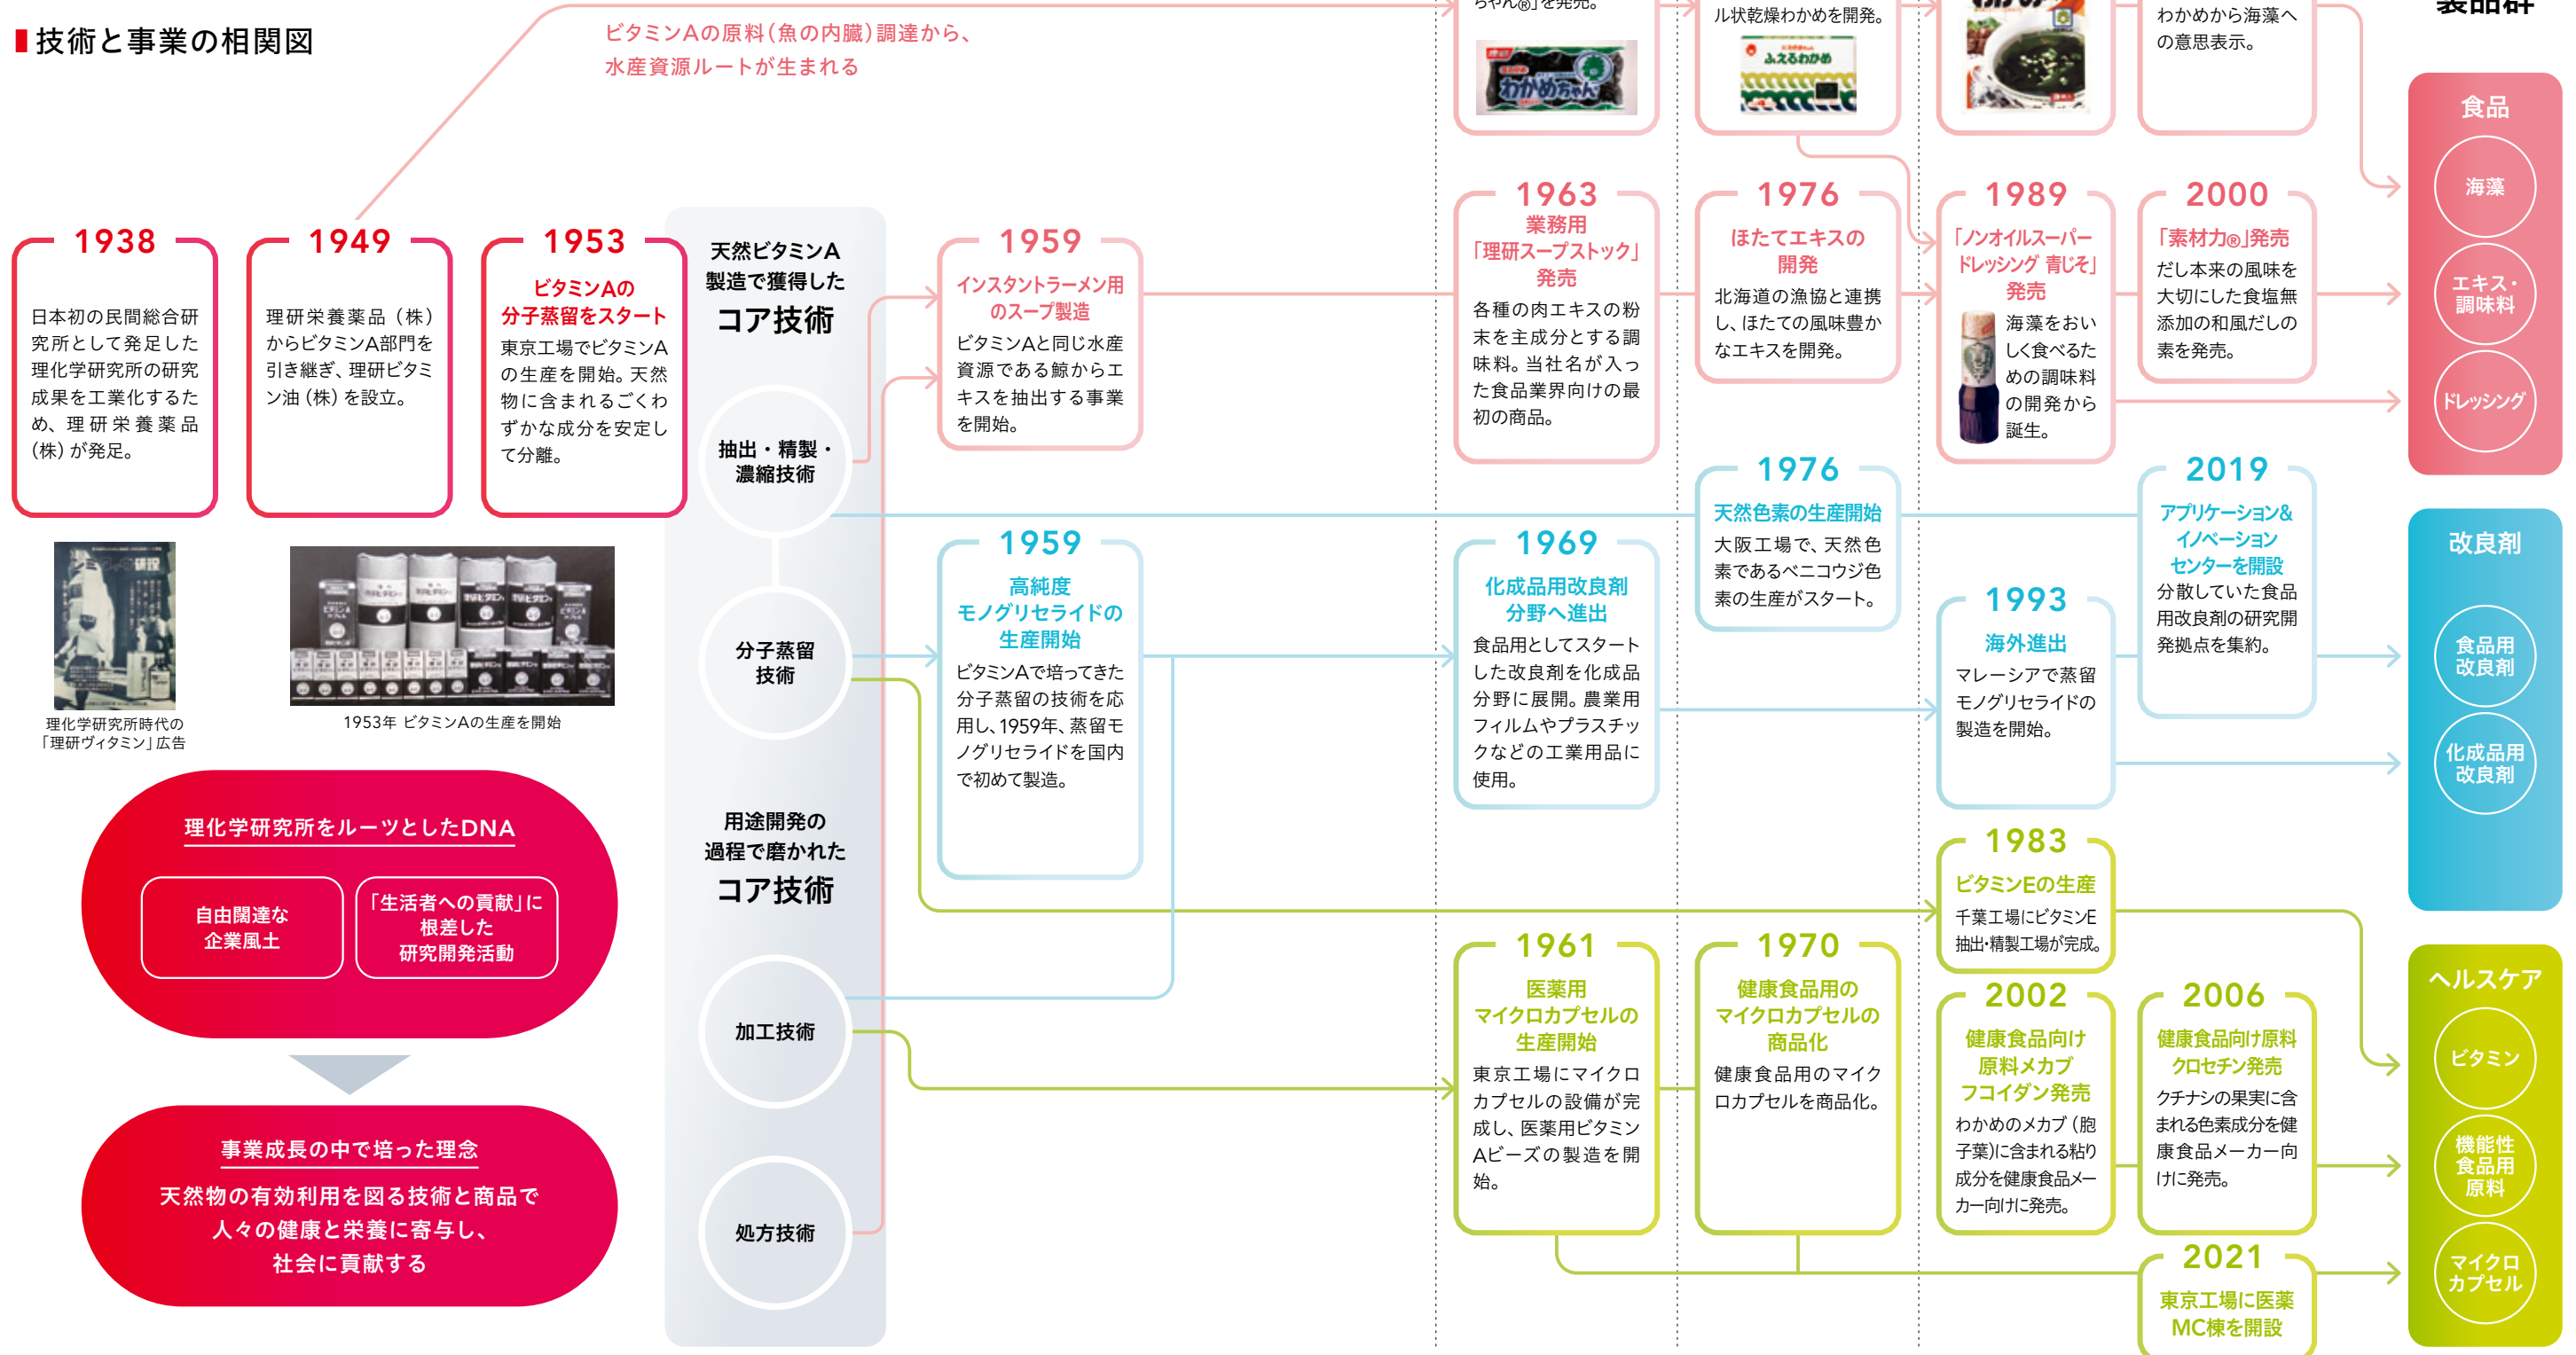 技術と事業の相関図
ビタミンAの原料（魚の内臓）調達から、
水産資源ルートが生まれる
ちゃん®」を発売。
わかめちゃん
ル状乾燥わかめを開発。
ふえるわかめ
わかめから海藻へ
の意思表示。
製品群
1938
日本初の民間総合研
究所として発足した
理化学研究所の研究
成果を工業化するた
め、理研栄養薬品
（株）が発足。
1949
理研栄養薬品（株）
からビタミンA部門を
引き継ぎ、理研ビタミ
ン油（株）を設立。
1953
ビタミンAの
分子蒸留をスタート
東京工場でビタミンA
の生産を開始。天然
物に含まれるごくわ
ずかな成分を安定し
て分離。
理化学研究所時代の
「理研ヴィタミン」広告
1953年 ビタミンAの生産を開始
理化学研究所をルーツとしたDNA
自由闊達な
企業風土
「生活者への貢献」に
根差した
研究開発活動
事業成長の中で培った理念
天然物の有効利用を図る技術と商品で
人々の健康と栄養に寄与し、
社会に貢献する
天然ビタミンA
製造で獲得した
コア技術
抽出・精製・
濃縮技術
分子蒸留
技術
用途開発の
過程で磨かれた
コア技術
加工技術
処方技術
1959
インスタントラーメン用
のスープ製造
ビタミンAと同じ水産
資源である鯨からエ
キスを抽出する事業
を開始。
1963
業務用
「理研スープストック」
発売
各種の肉エキスの粉
末を主成分とする調
味料。当社名が入っ
た食品業界向けの最
初の商品。
1976
ほたてエキスの
開発
北海道の漁協と連携
し、ほたての風味豊か
なエキスを開発。
1989
「ノンオイルスーパー
ドレッシング 青じそ」
発売
海藻をおい
しく食べるた
めの調味料
の開発から
誕生。
2000
「素材力®」発売
だし本来の風味を
大切にした食塩無
添加の和風だしの
素を発売。
1959
高純度
モノグリセライドの
生産開始
ビタミンAで培ってきた
分子蒸留の技術を応
用し、1959年、蒸留モ
ノグリセライドを国内
で初めて製造。
1969
化成品用改良剤
分野へ進出
食品用としてスタート
した改良剤を化成品
分野に展開。農業用
フィルムやプラスチッ
クなどの工業用品に
使用。
1976
天然色素の生産開始
大阪工場で、天然色
素であるベニコウジ色
素の生産がスタート。
1993
海外進出
マレーシアで蒸留
モノグリセライドの
製造を開始。
2019
アプリケーション&
イノベーション
センターを開設
分散していた食品
用改良剤の研究開
発拠点を集約。
1983
ビタミンEの生産
千葉工場にビタミンE
抽出・精製工場が完成。
1961
医薬用
マイクロカプセルの
生産開始
東京工場にマイクロ
カプセルの設備が完
成し、医薬用ビタミン
Aビーズの製造を開
始。
1970
健康食品用の
マイクロカプセルの
商品化
健康食品用のマイク
ロカプセルを商品化。
2002
健康食品向け
原料メカブ
フコイダン発売
わかめのメカブ（胞
子葉）に含まれる粘り
成分を健康食品メー
カー向けに発売。
2006
健康食品向け原料
クロセチン発売
クチナシの果実に含
まれる色素成分を健
康食品メーカー向
けに発売。
2021
東京工場に医薬
MC棟を開設
食品
海藻
エキス・
調味料
ドレッシング
改良剤
食品用
改良剤
化成品用
改良剤
ヘルスケア
ビタミン
機能性
食品用
原料
マイクロ
カプセル